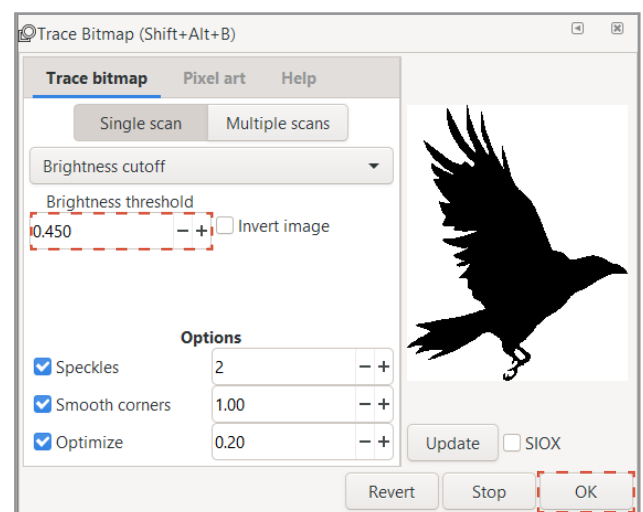 Trace Bitmap (Shift+Alt+B)
Trace bitmap Pixel art Help
Single scan Multiple scans
Brightness cutoff
Brightness threshold
0.450 − + Invert image
Options
Speckles 2 − +
Smooth corners 1.00 − +
Optimize 0.20 − +
Update SIOX
Revert Stop OK